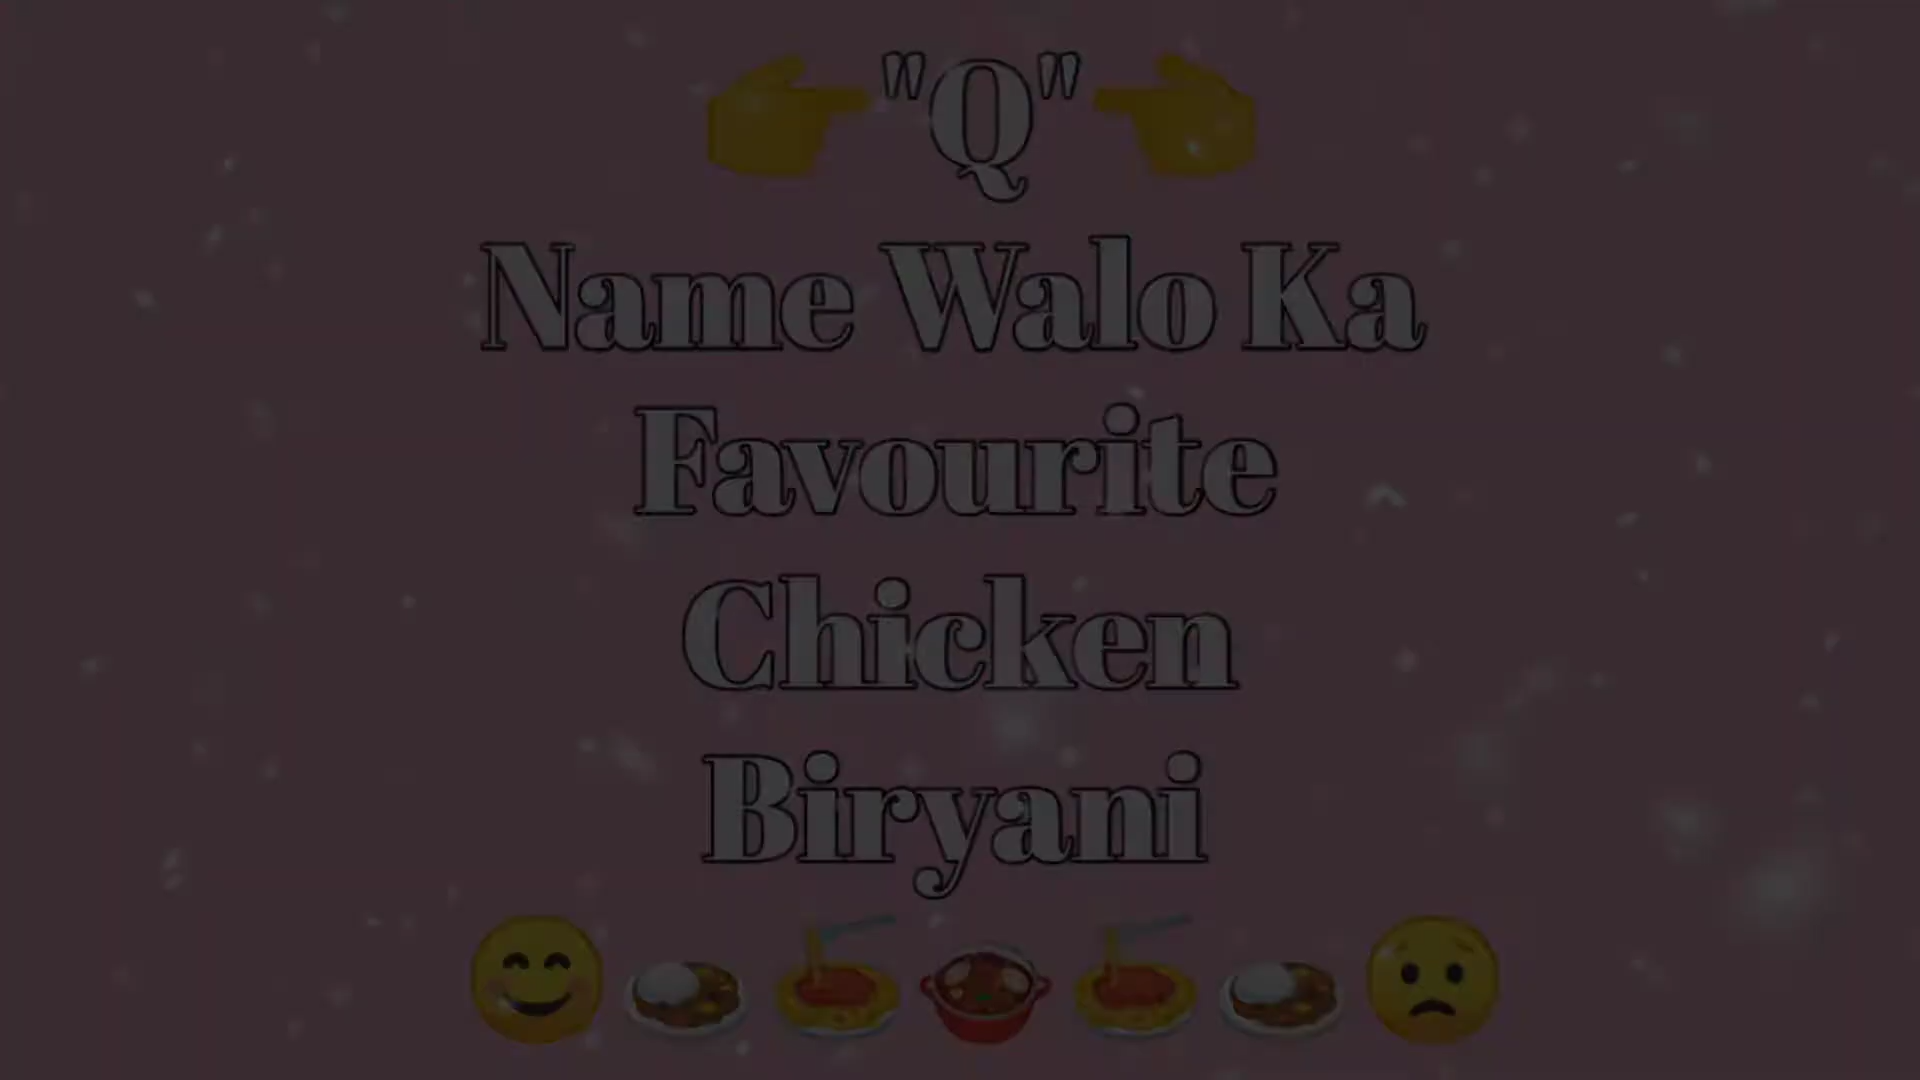 👉"Q"👈
Name Walo Ka
Favourite
Chicken
Biryani
😊🍛🍝🍲🍝🍛😟